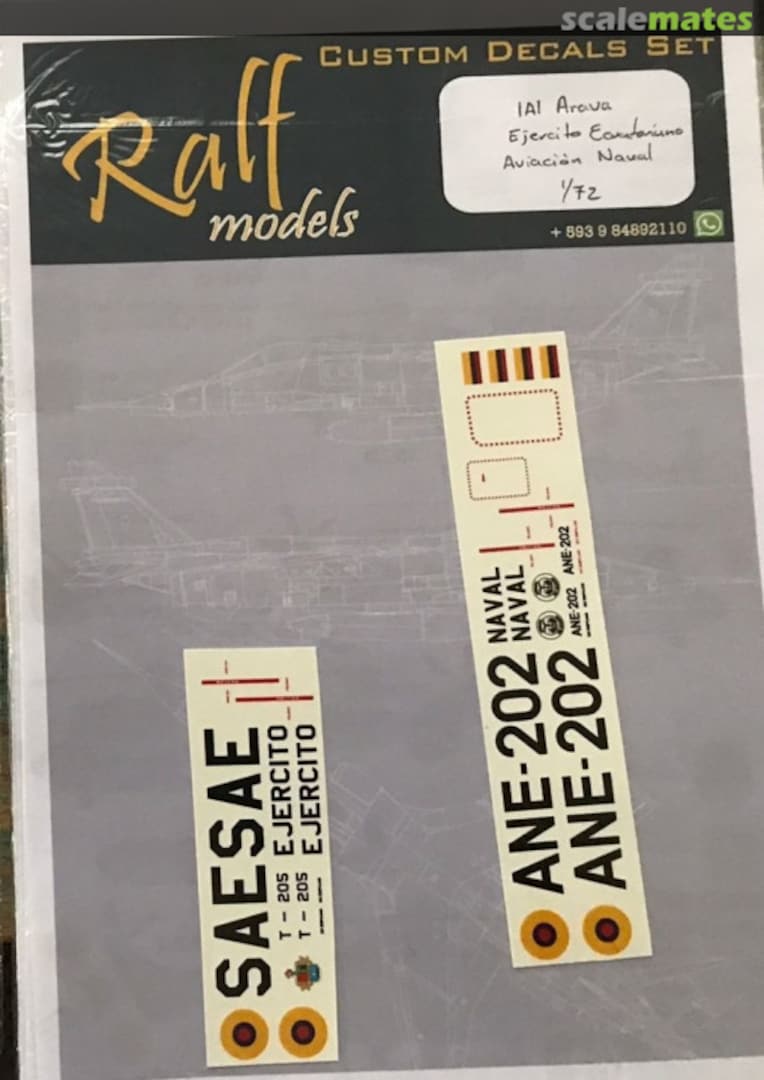 scalemates
Custom Decals Set
Ralf
models
IAI Arava
Ejercito Ecuatoriano
Aviación Naval
1/72
+ 593 9 84892110
NAVAL
NAVAL
ANE-202
ANE-202
ANE-202
ANE-202
SAESAE
T - 205 EJERCITO
T - 205 EJERCITO